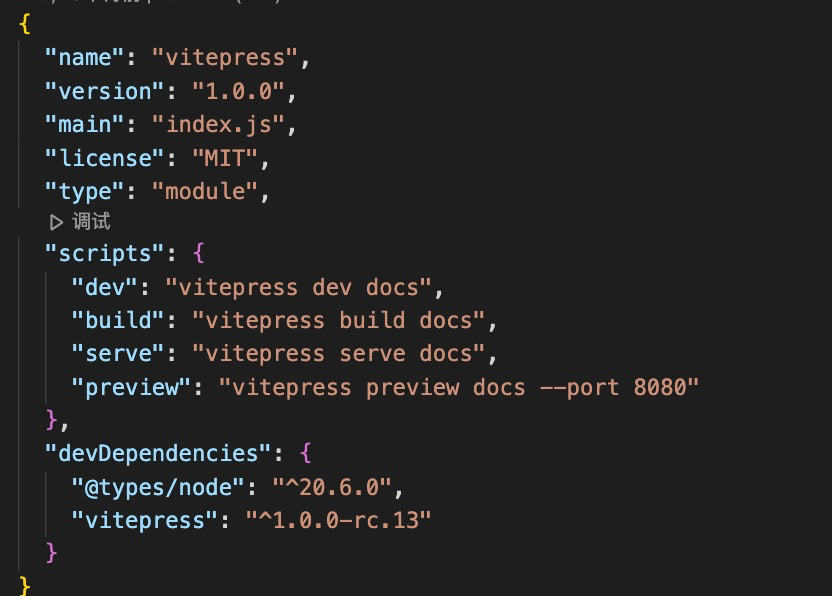 {
"name": "vitepress",
"version": "1.0.0",
"main": "index.js",
"license": "MIT",
"type": "module",
调试
"scripts": {
"dev": "vitepress dev docs",
"build": "vitepress build docs",
"serve": "vitepress serve docs",
"preview": "vitepress preview docs --port 8080"
},
"devDependencies": {
"@types/node": "^20.6.0",
"vitepress": "^1.0.0-rc.13"
}
}